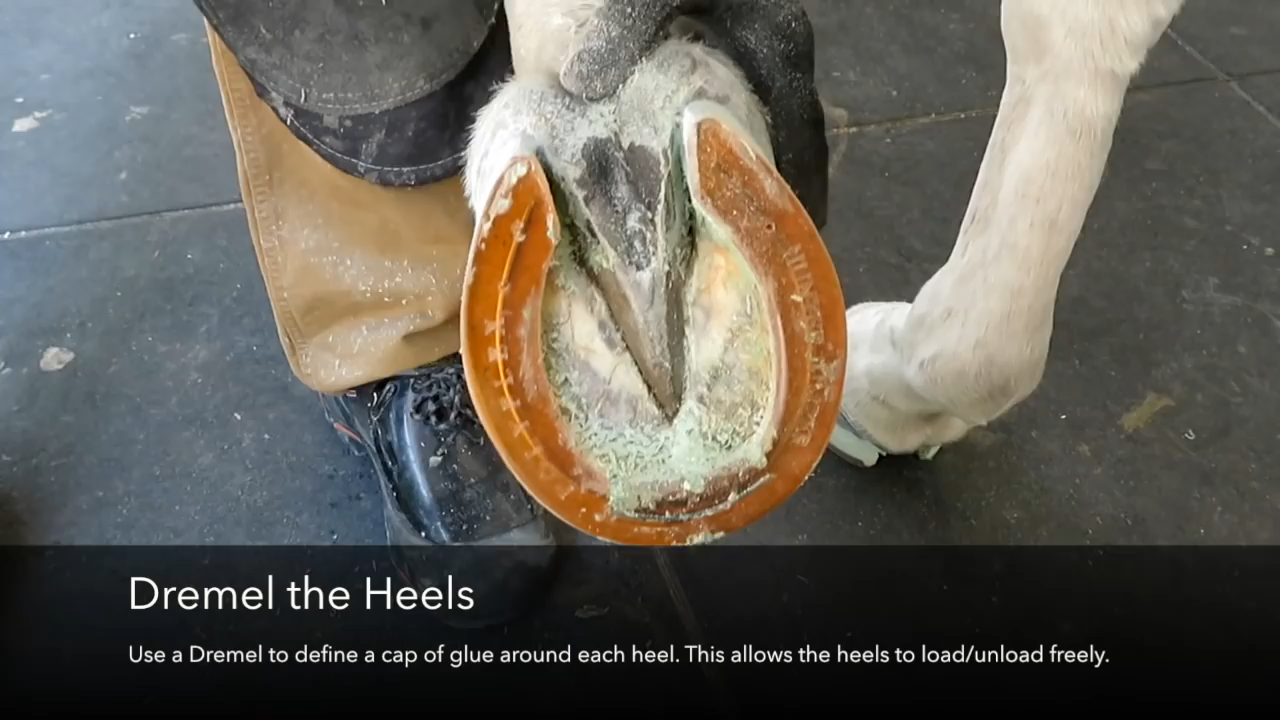 Dremel the Heels
Use a Dremel to define a cap of glue around each heel. This allows the heels to load/unload freely.